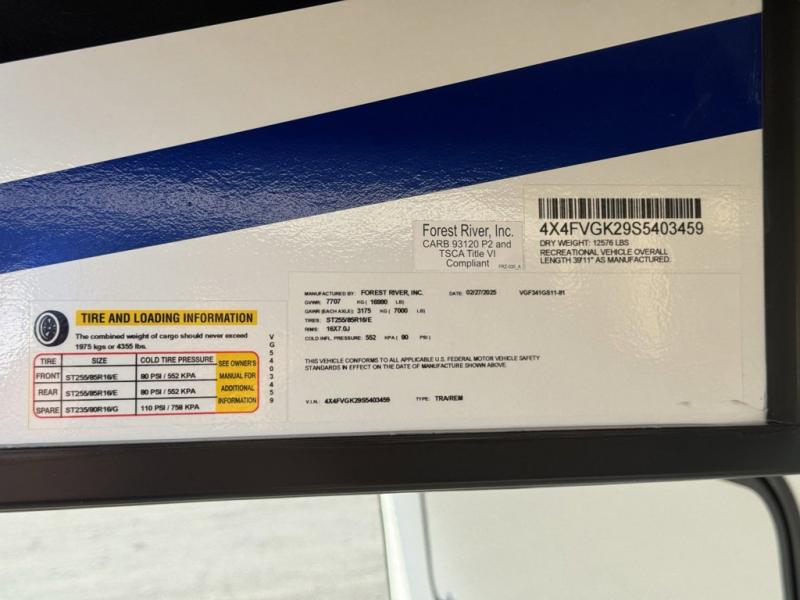 Forest River, Inc.
CARB 93120 P2 and
TSCA Title VI
Compliant
4X4FVGK29S5403459
DRY WEIGHT: 12576 LBS
RECREATIONAL VEHICLE OVERALL
LENGTH 39'11" AS MANUFACTURED.
TIRE AND LOADING INFORMATION
The combined weight of cargo should never exceed
1975 kgs or 4355 lbs.
TIRE SIZE COLD TIRE PRESSURE
FRONT ST255/85R16/E 80 PSI / 552 KPA
REAR ST255/85R16/E 80 PSI / 552 KPA
SPARE ST235/80R16/G 110 PSI / 758 KPA
SEE OWNER'S
MANUAL FOR
ADDITIONAL
INFORMATION
VG5403459
MANUFACTURED BY: FOREST RIVER, INC. DATE: 02/27/2025 VGF341GS11-81
GVWR: 7707 KG ( 16990 LB)
GAWR (EACH AXLE): 3175 KG ( 7000 LB)
TIRES: ST255/85R16/E
RIMS: 16X7.0J
COLD INFL. PRESSURE: 552 KPA ( 80 PSI )
THIS VEHICLE CONFORMS TO ALL APPLICABLE U.S. FEDERAL MOTOR VEHICLE SAFETY
STANDARDS IN EFFECT ON THE DATE OF MANUFACTURE SHOWN ABOVE.
V.I.N.: 4X4FVGK29S5403459 TYPE: TRA/REM